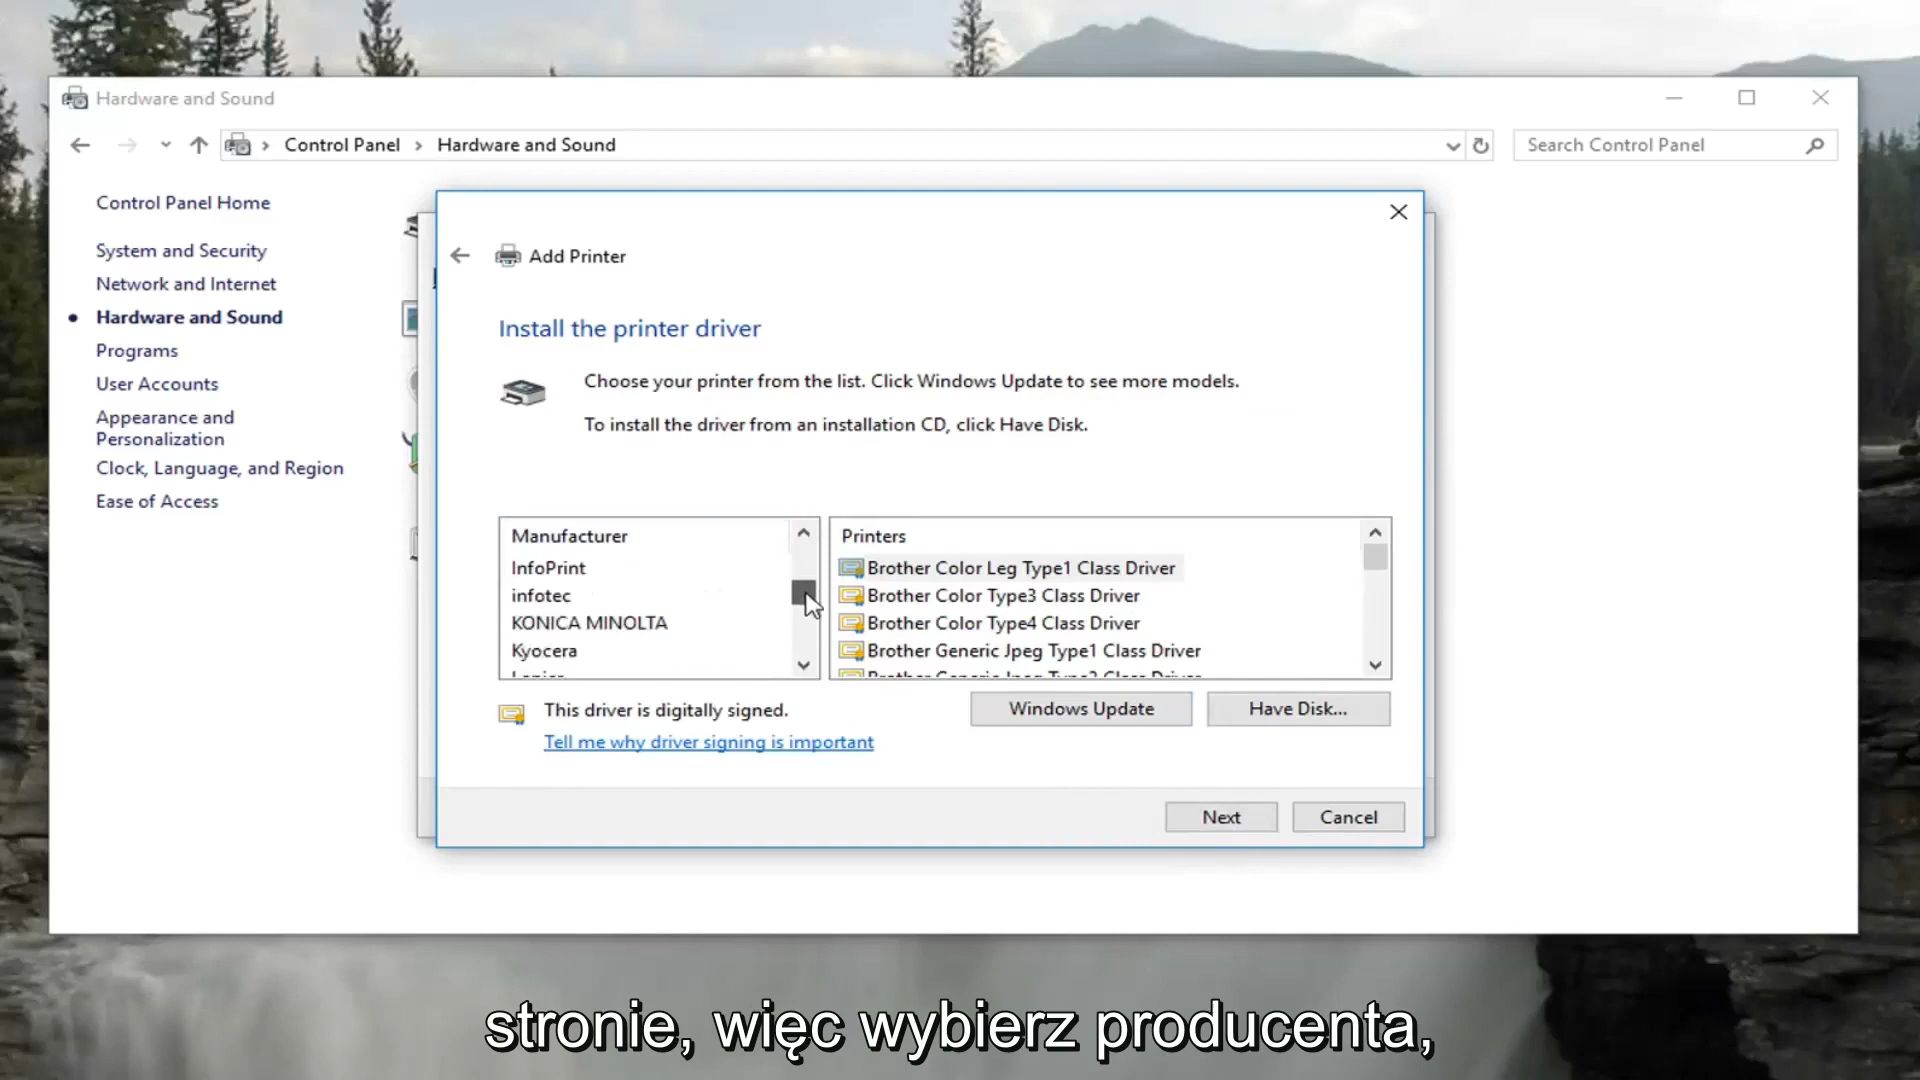 Hardware and Sound
Control Panel > Hardware and Sound
Search Control Panel
Control Panel Home
System and Security
Network and Internet
Hardware and Sound
Programs
User Accounts
Appearance and
Personalization
Clock, Language, and Region
Ease of Access
Add Printer
Install the printer driver
Choose your printer from the list. Click Windows Update to see more models.
To install the driver from an installation CD, click Have Disk.
Manufacturer
InfoPrint
infotec
KONICA MINOLTA
Kyocera
Printers
Brother Color Leg Type1 Class Driver
Brother Color Type3 Class Driver
Brother Color Type4 Class Driver
Brother Generic Jpeg Type1 Class Driver
This driver is digitally signed.
Tell me why driver signing is important
Windows Update
Have Disk...
Next
Cancel
stronie, więc wybierz producenta,